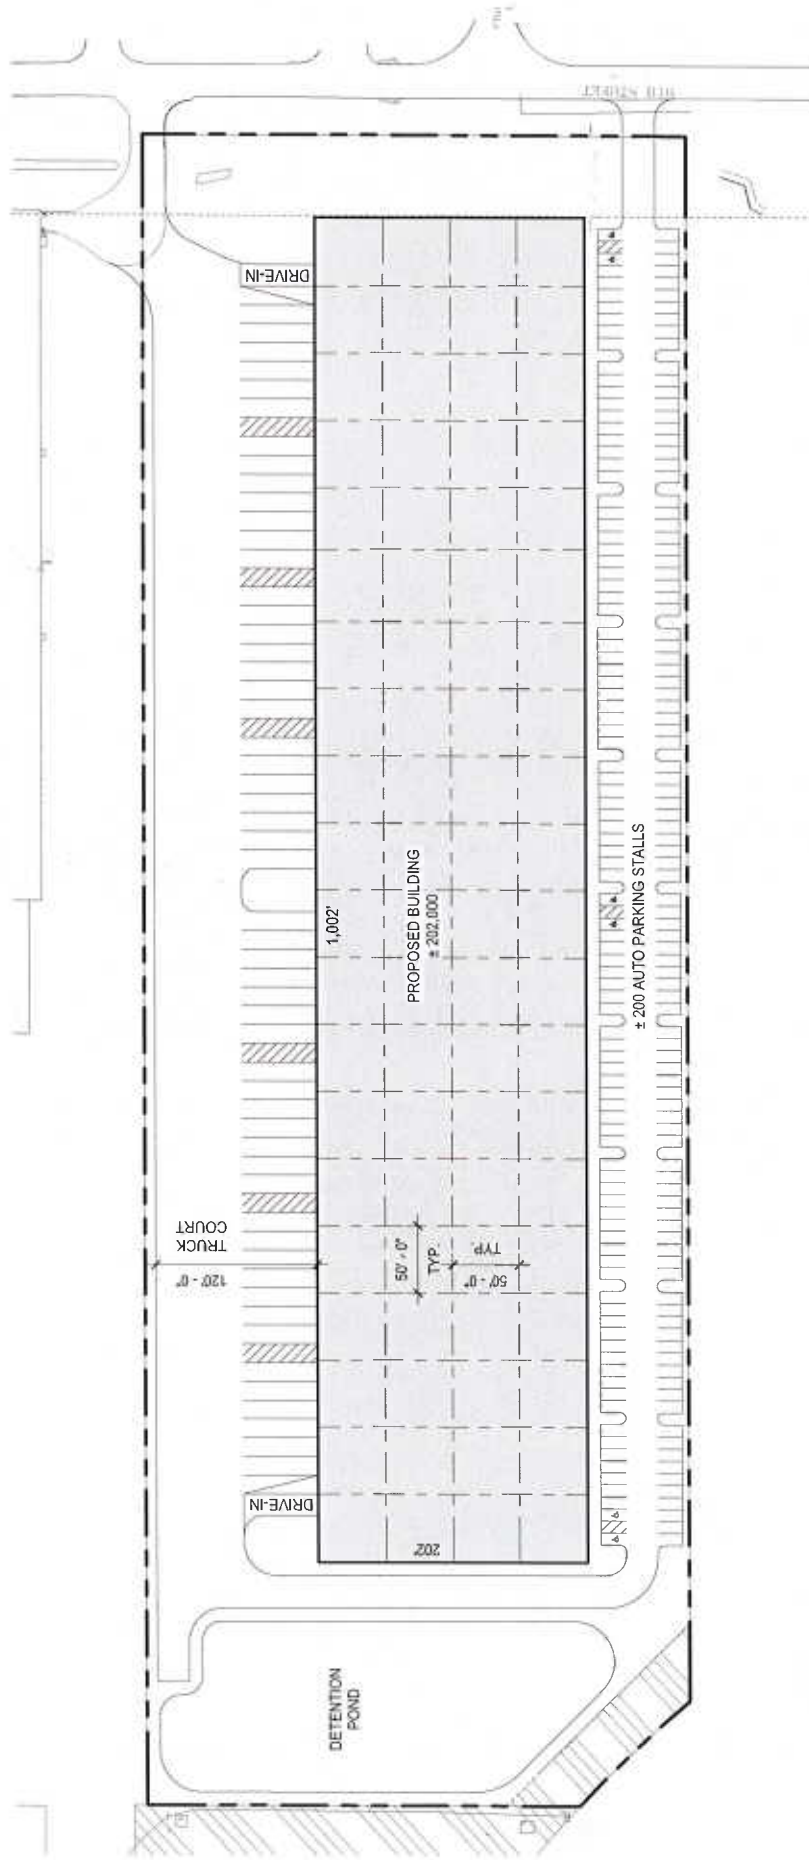 DRIVE-IN
1,002'
PROPOSED BUILDING
± 202,000
± 200 AUTO PARKING STALLS
TRUCK
COURT
120' - 0"
50' - 0"
TYP.
50' - 0"
TYP.
DRIVE-IN
202'
DETENTION
POND